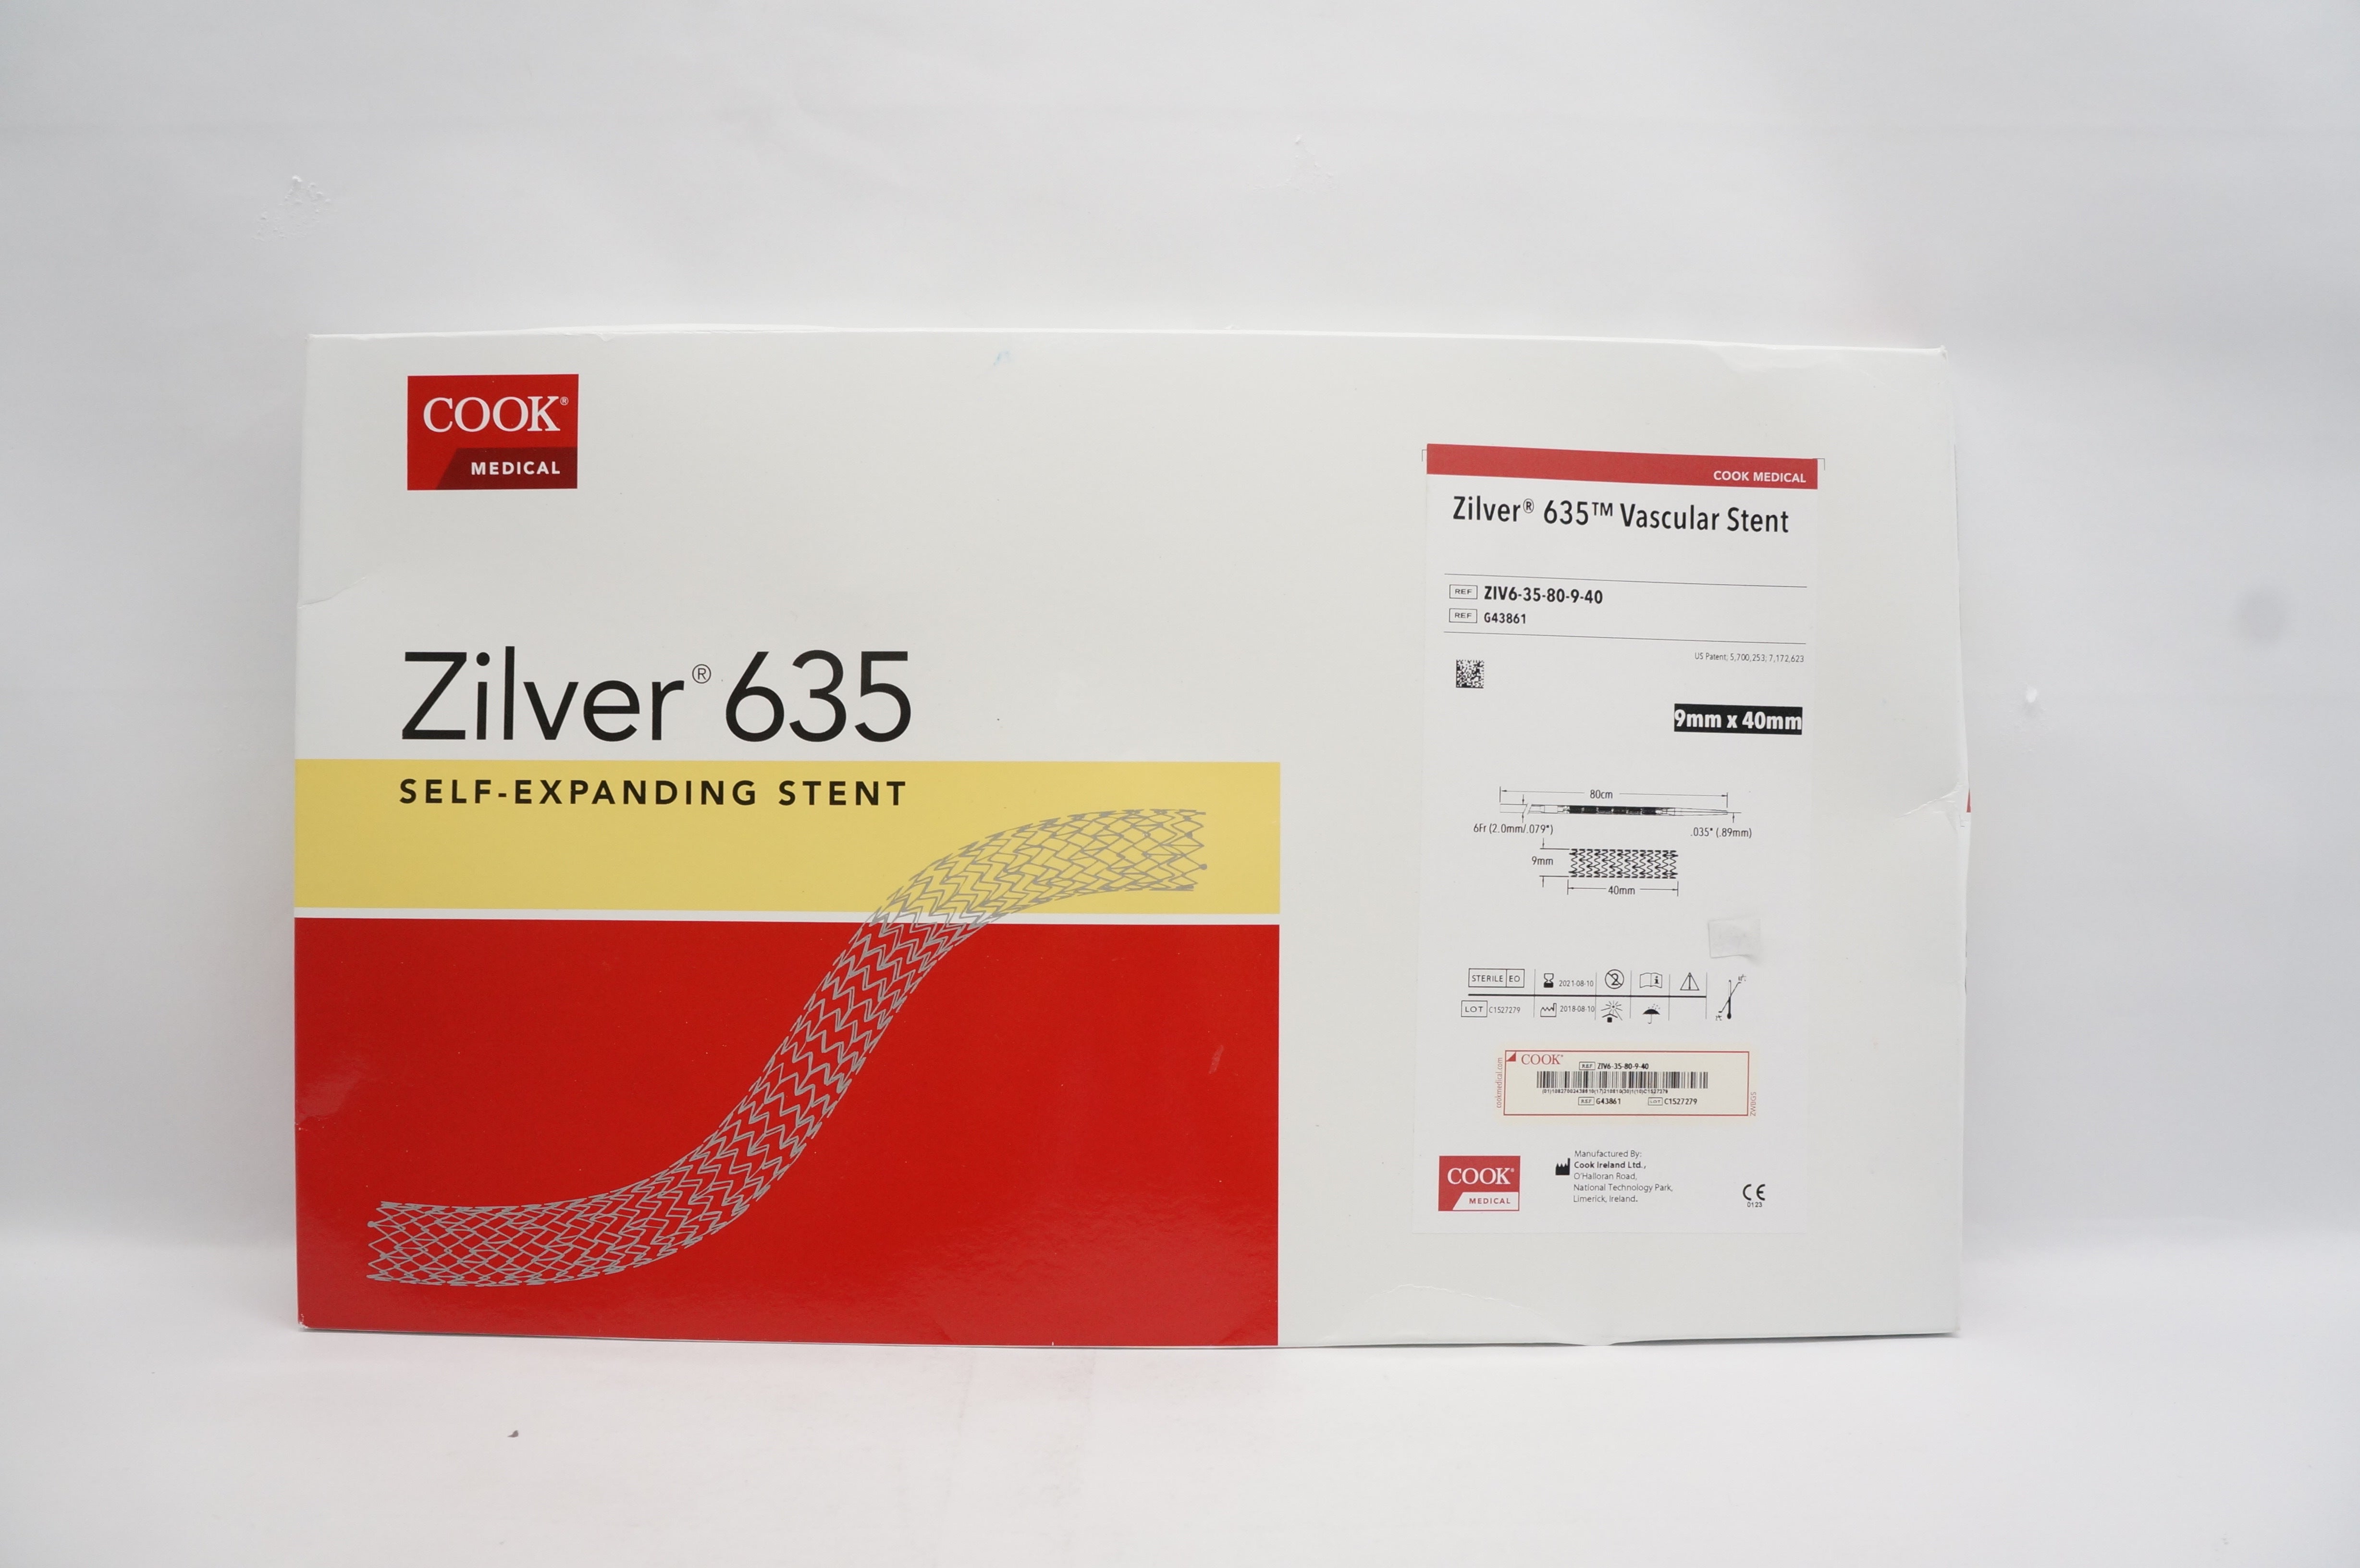 COOK®
MEDICAL
Zilver® 635
SELF-EXPANDING STENT
COOK MEDICAL
Zilver® 635™ Vascular Stent
REF ZIV6-35-80-9-40
REF G43861
US Patent: 5,700,253; 7,172,623
9mm x 40mm
80cm
6Fr (2.0mm/.079")
.035" (.89mm)
9mm
40mm
STERILE EO
2021-08-10
LOT C1527279
2018-08-10
COOK®
REF ZIV6-35-80-9-40
REF G43861 LOT C1527279
cookmedical.com
COOK®
MEDICAL
Manufactured By:
Cook Ireland Ltd.,
O'Halloran Road,
National Technology Park,
Limerick, Ireland.
CE
0123